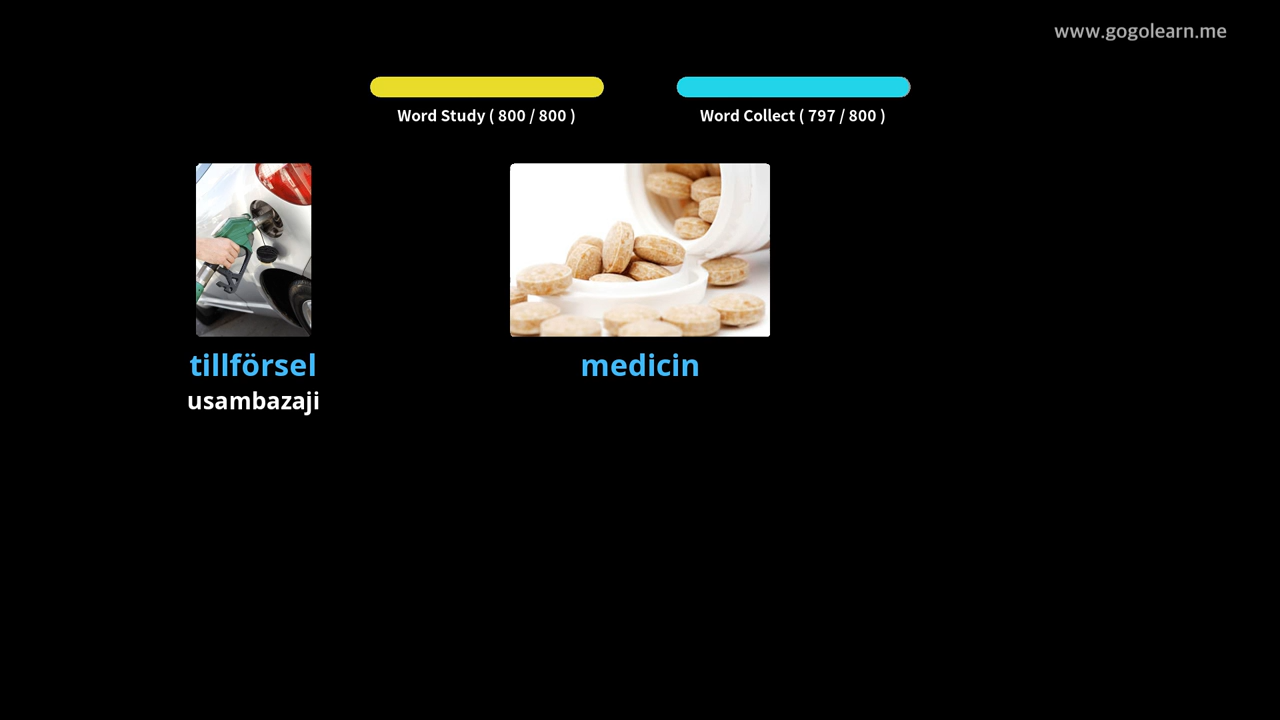 www.gogolearn.me
Word Study ( 800 / 800 )
Word Collect ( 797 / 800 )
tillförsel
usambazaji
medicin